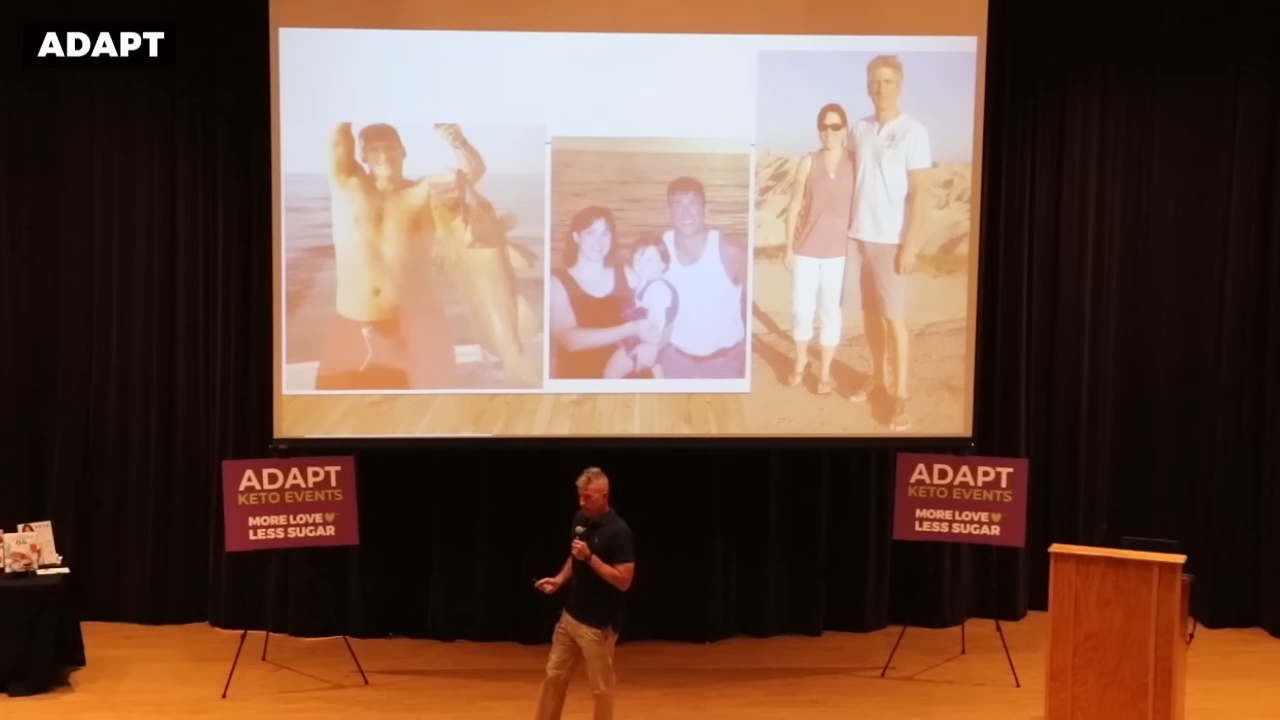 ADAPT
ADAPT
KETO EVENTS
MORE LOVE
LESS SUGAR
ADAPT
KETO EVENTS
MORE LOVE
LESS SUGAR